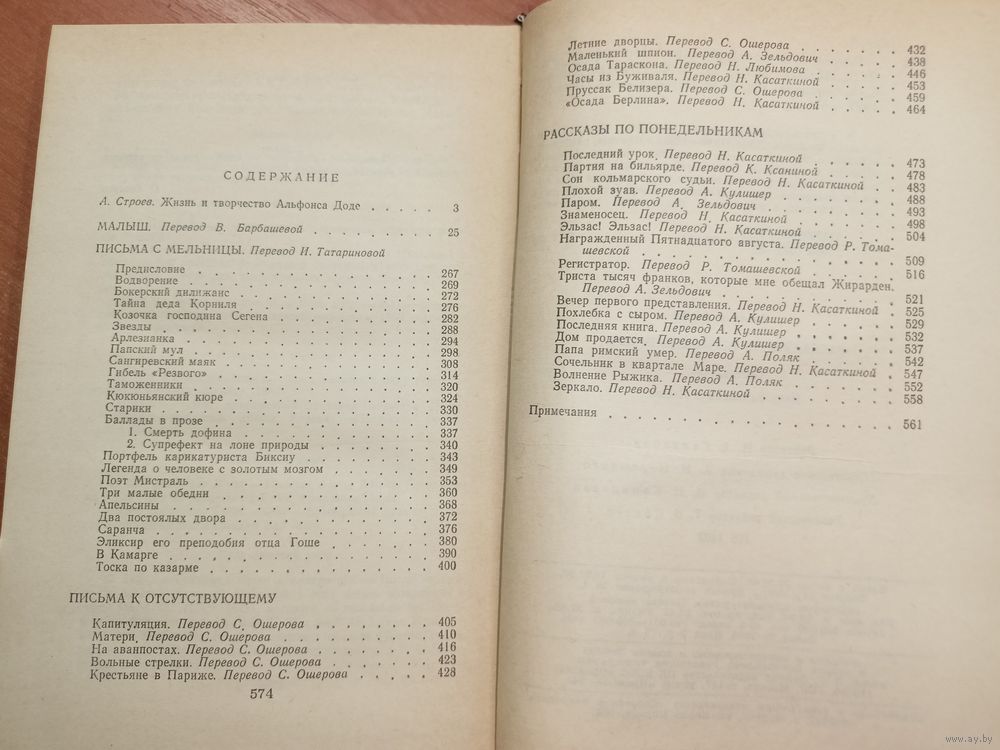 СОДЕРЖАНИЕ
А. Строев. Жизнь и творчество Альфонса Доде . . . . . 3
МАЛЫШ. Перевод В. Барбашевой . . . . . . . 25
ПИСЬМА С МЕЛЬНИЦЫ. Перевод И. Татариновой
Предисловие . . . . . . . . . . . . 267
Водворение . . . . . . . . . . . . 269
Бокерский дилижанс . . . . . . . . . . 272
Тайна деда Корниля . . . . . . . . . . 276
Козочка господина Сегена . . . . . . . . . 282
Звезды . . . . . . . . . . . . . 288
Арлезианка . . . . . . . . . . . . 294
Папский мул . . . . . . . . . . . . 298
Сангирневский маяк . . . . . . . . . . 308
Гибель «Резвого» . . . . . . . . . . . 314
Таможенники . . . . . . . . . . . . 320
Кюкюньянский кюре . . . . . . . . . . 324
Старики . . . . . . . . . . . . . 330
Баллады в прозе . . . . . . . . . . . 337
1. Смерть дофина . . . . . . . . . . 337
2. Супрефект на лоне природы . . . . . . 340
Портфель карикатуриста Биксиу . . . . . . . 343
Легенда о человеке с золотым мозгом . . . . . . 349
Поэт Мистраль . . . . . . . . . . . 353
Три малые обедни . . . . . . . . . . . 360
Апельсины . . . . . . . . . . . . 368
Два постоялых двора . . . . . . . . . . 372
Саранча . . . . . . . . . . . . . 376
Эликсир его преподобия отца Гоше . . . . . . 380
В Камарге . . . . . . . . . . . . . 390
Тоска по казарме . . . . . . . . . . . 400
ПИСЬМА К ОТСУТСТВУЮЩЕМУ
Капитуляция. Перевод С. Ошерова . . . . . . . 405
Матери. Перевод С. Ошерова . . . . . . . . 410
На аванпостах. Перевод С. Ошерова . . . . . . . 416
Вольные стрелки. Перевод С. Ошерова . . . . . . 423
Крестьяне в Париже. Перевод С. Ошерова . . . . . 428
574
Летние дворцы. Перевод С. Ошерова . . . . . . 432
Маленький шпион. Перевод А. Зельдович . . . . . 438
Осада Тараскона. Перевод Н. Любимова . . . . . 446
Часы из Буживаля. Перевод Н. Касаткиной . . . . . 453
Пруссак Белизера. Перевод С. Ошерова . . . . . 459
«Осада Берлина». Перевод Н. Касаткиной . . . . . 464
РАССКАЗЫ ПО ПОНЕДЕЛЬНИКАМ
Последний урок. Перевод Н. Касаткиной . . . . . 473
Партия на бильярде. Перевод К. Ксаниной . . . . . 478
Сон кольмарского судьи. Перевод Н. Касаткиной . . . 483
Плохой зуав. Перевод А. Кулишер . . . . . . . 488
Паром. Перевод А. Зельдович . . . . . . . . 493
Знаменосец. Перевод Н. Касаткиной . . . . . . 498
Эльзас! Эльзас! Перевод Н. Касаткиной . . . . . . 504
Награжденный Пятнадцатого августа. Перевод Р. Тома-
шевской . . . . . . . . . . . . . 509
Регистратор. Перевод Р. Томашевской . . . . . . 516
Триста тысяч франков, которые мне обещал Жирарден.
Перевод А. Зельдович . . . . . . . . . . 521
Вечер первого представления. Перевод Н. Касаткиной . 525
Похлебка с сыром. Перевод А. Кулишер . . . . . 529
Последняя книга. Перевод А. Кулишер . . . . . . 532
Дом продается. Перевод А. Кулишер . . . . . . 537
Папа римский умер. Перевод А. Поляк . . . . . . 542
Сочельник в квартале Маре. Перевод Н. Касаткиной . . 547
Волнение Рыжика. Перевод А. Поляк . . . . . . 552
Зеркало. Перевод Н. Касаткиной . . . . . . . 558
Примечания . . . . . . . . . . . . . 561
www.ay.by